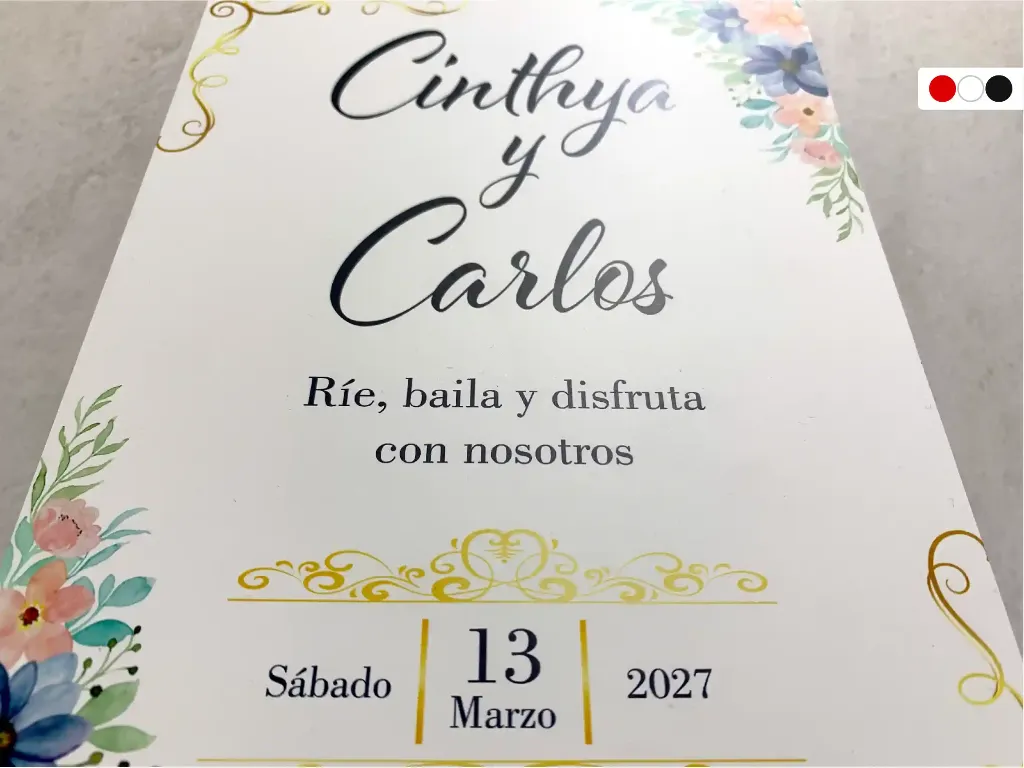 Cinthya
y
Carlos
Ríe, baila y disfruta
con nosotros
Sábado
13
Marzo
2027